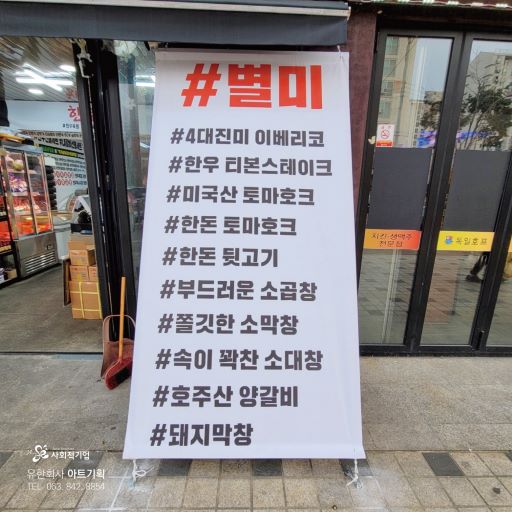 #별미
#4대진미 이베리코
#한우 티본스테이크
#미국산 토마호크
#한돈 토마호크
#한돈 뒷고기
#부드러운 소곱창
#쫄깃한 소막창
#속이 꽉찬 소대창
#호주산 양갈비
#돼지막창
치킨·생맥주
전문점
독일호프
사회적기업
유한회사 아트기획
TEL. 063. 842. 9854